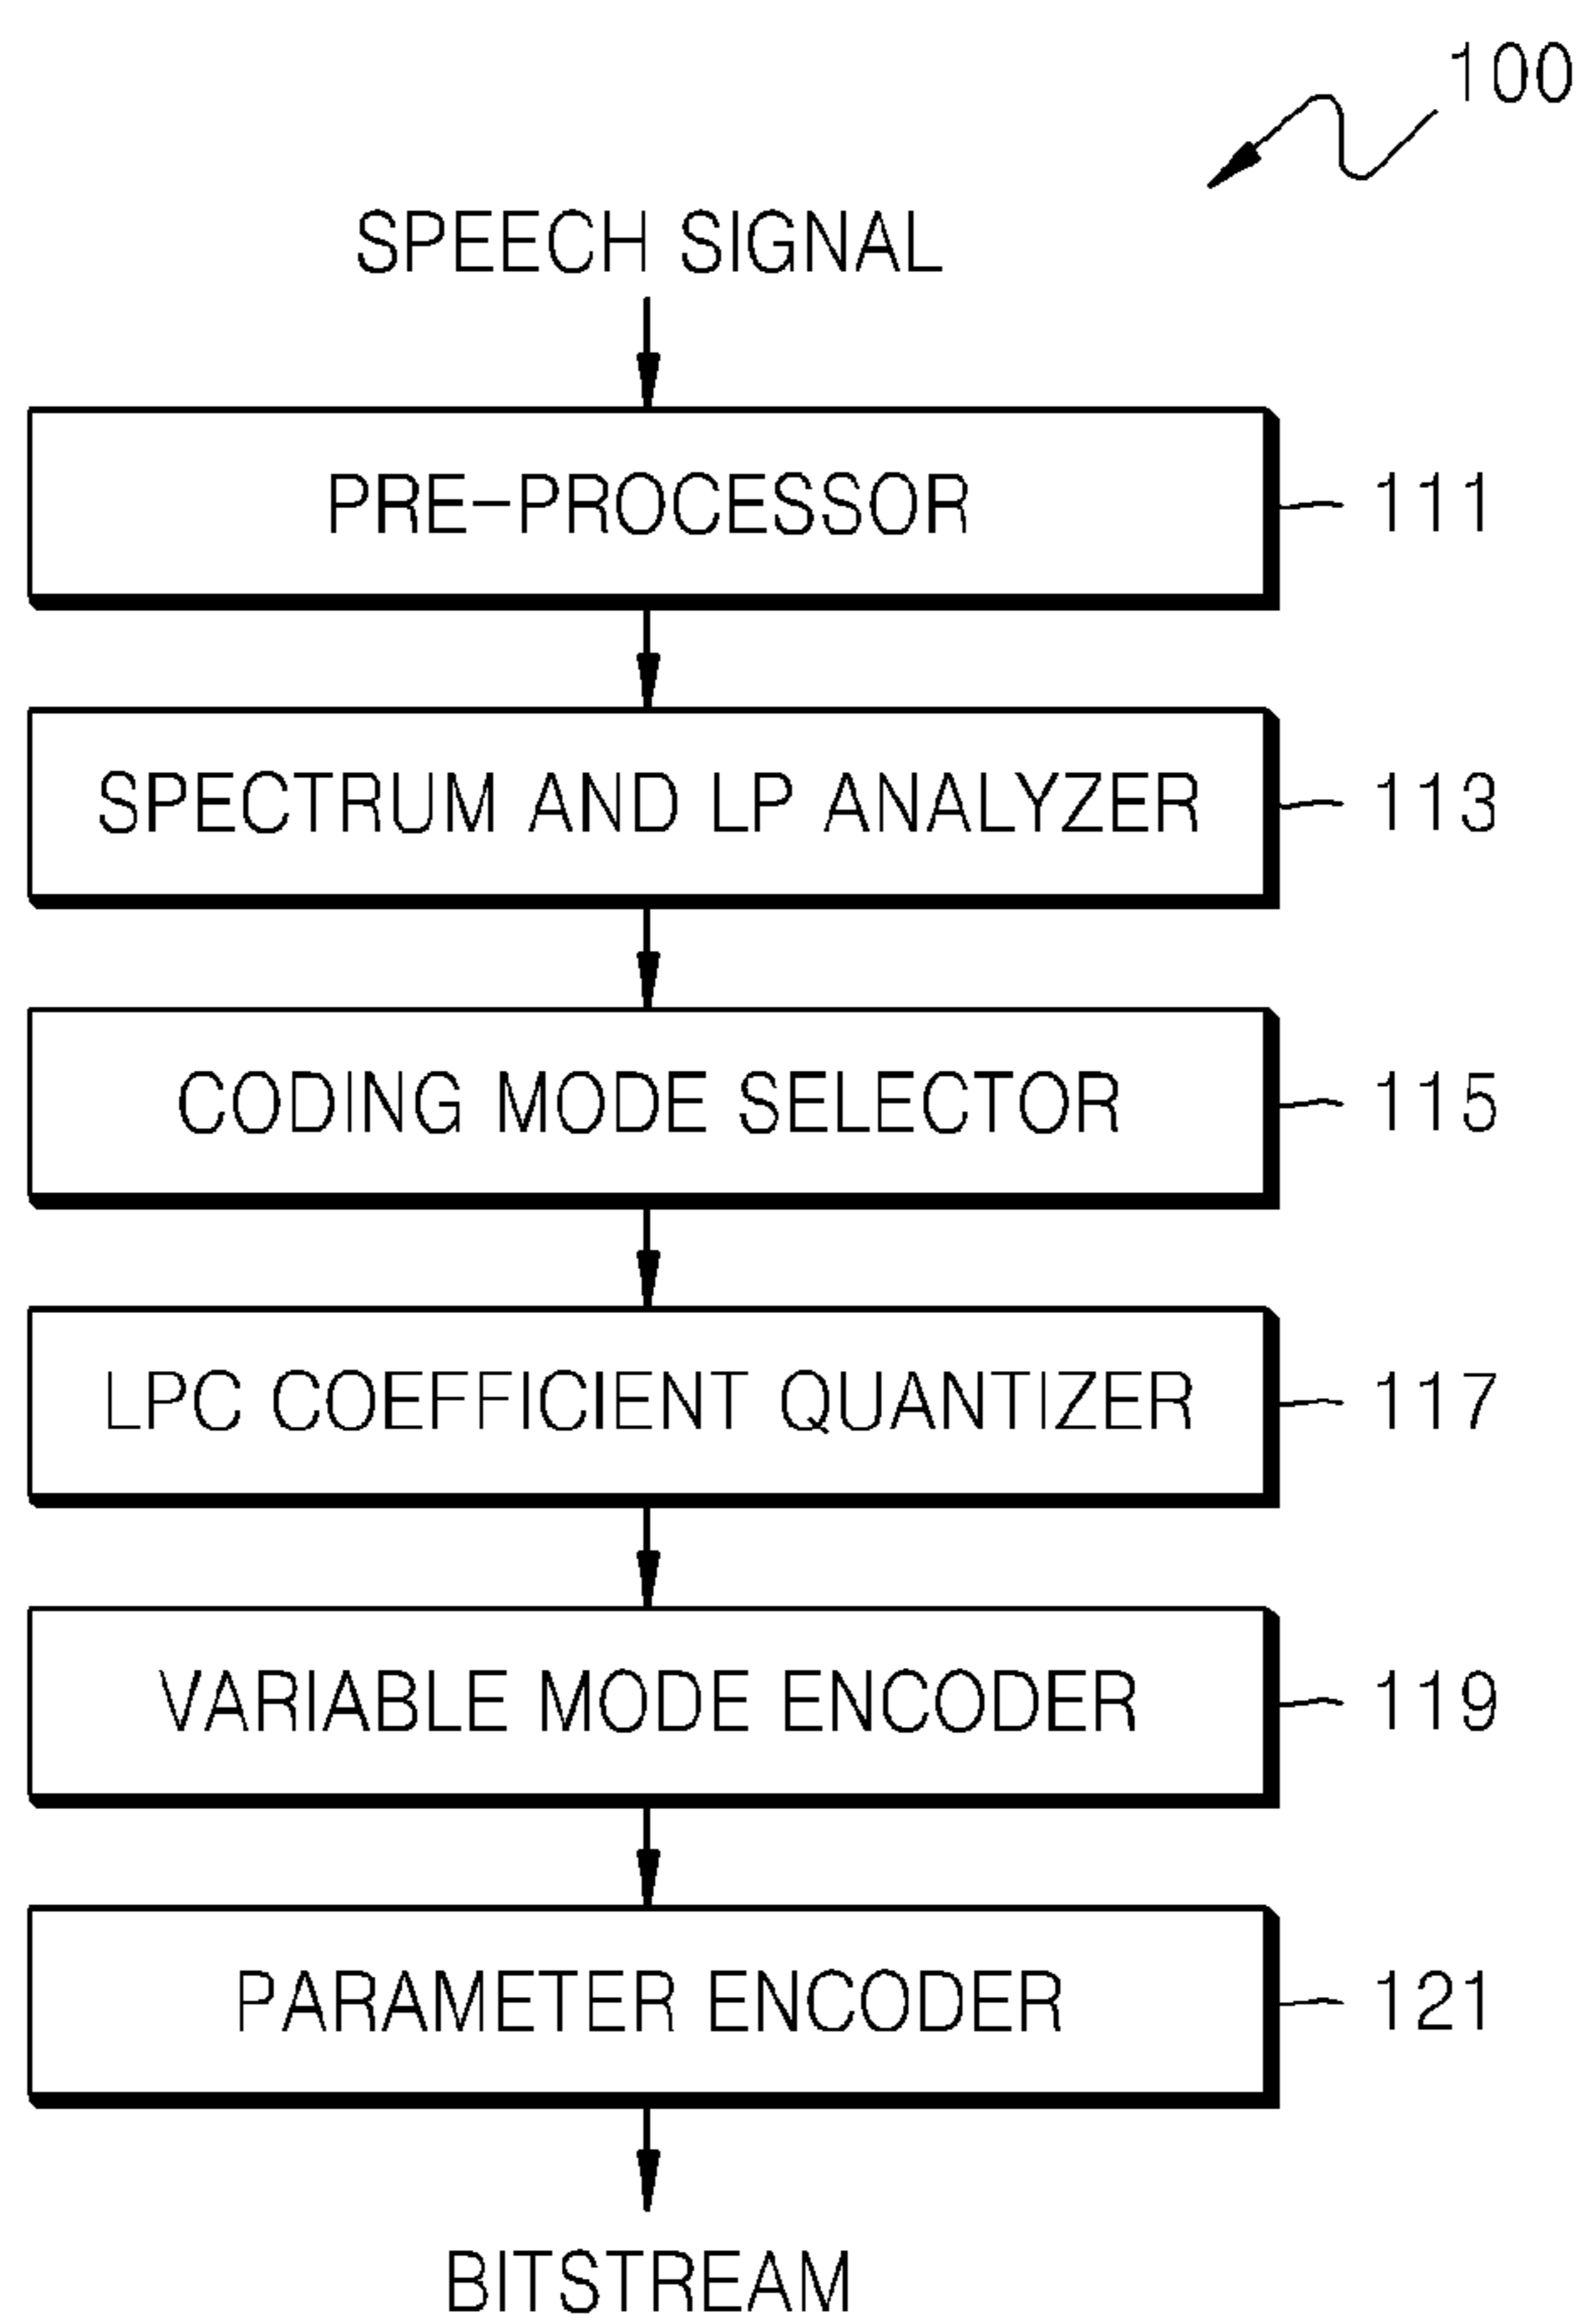 100
SPEECH SIGNAL
PRE-PROCESSOR
111
SPECTRUM AND LP ANALYZER
113
CODING MODE SELECTOR
115
LPC COEFFICIENT QUANTIZER
117
VARIABLE MODE ENCODER
119
PARAMETER ENCODER
121
BITSTREAM